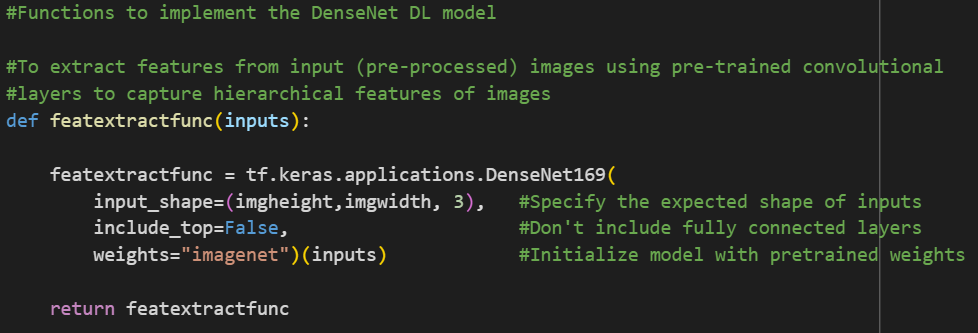 #Functions to implement the DenseNet DL model
#To extract features from input (pre-processed) images using pre-trained convolutional
#layers to capture hierarchical features of images
def featextractfunc(inputs):
    featextractfunc = tf.keras.applications.DenseNet169(
        input_shape=(imgheight,imgwidth, 3),   #Specify the expected shape of inputs
        include_top=False,                     #Don't include fully connected layers
        weights="imagenet")(inputs)            #Initialize model with pretrained weights
    return featextractfunc